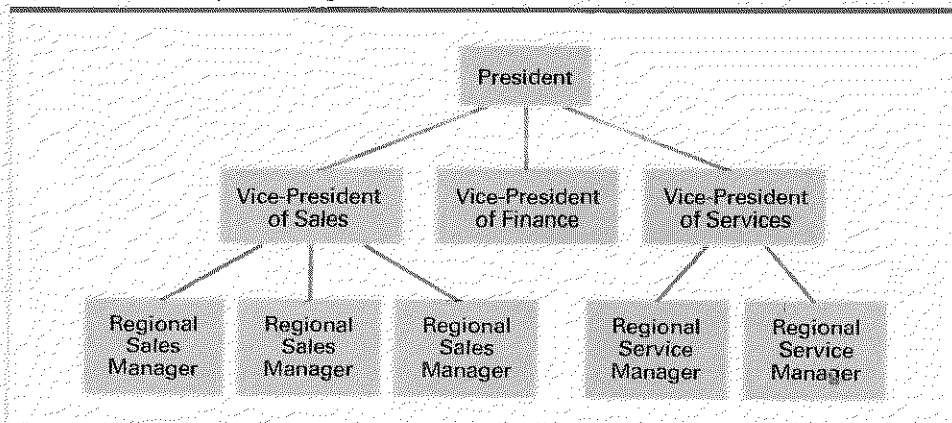 President
Vice-President
of Sales
Vice-President
of Finance
Vice-President
of Services
Regional
Sales
Manager
Regional
Sales
Manager
Regional
Sales
Manager
Regional
Service
Manager
Regional
Service
Manager